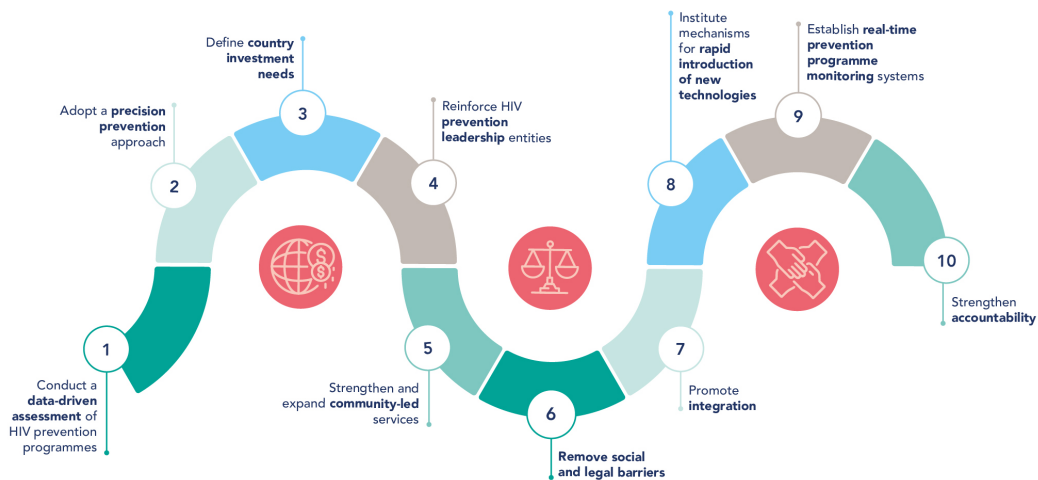 1
Conduct a
data-driven
assessment of
HIV prevention
programmes
2
Adopt a precision
prevention
approach
3
Define country
investment
needs
4
Reinforce HIV
prevention
leadership entities
5
Strengthen and
expand community-led
services
6
Remove social
and legal barriers
7
Promote
integration
8
Institute
mechanisms
for rapid
introduction
of new
technologies
9
Establish real-time
prevention
programme
monitoring systems
10
Strengthen
accountability
$
$